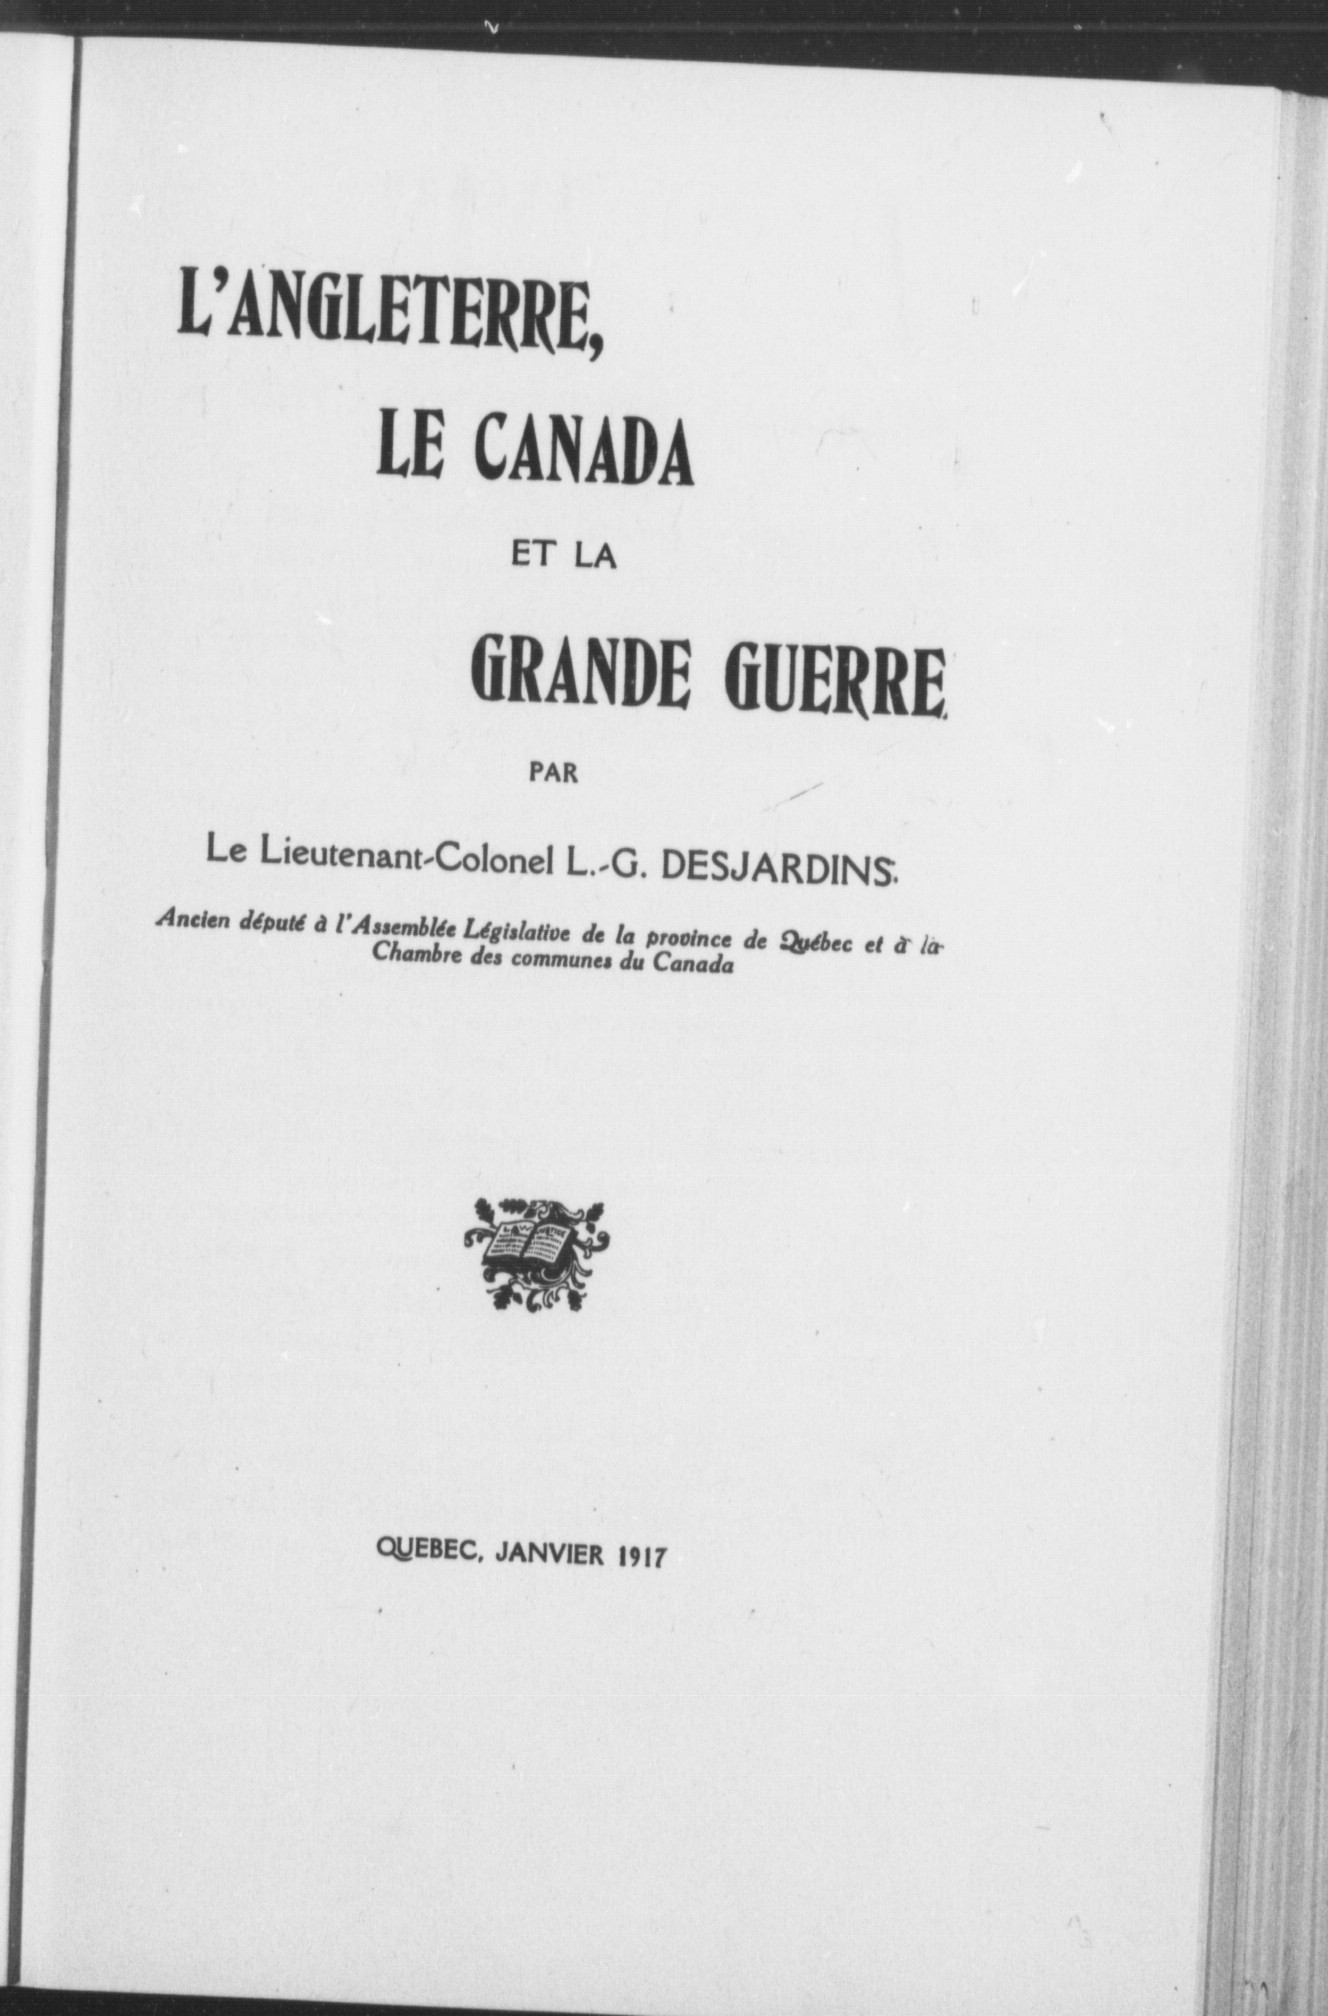 L'ANGLETERRE,
LE CANADA
ET LA
GRANDE GUERRE
PAR
Le Lieutenant-Colonel L.-G. DESJARDINS.
Ancien député à l'Assemblée Législative de la province de Québec et à la
Chambre des communes du Canada
LAW
QUEBEC, JANVIER 1917